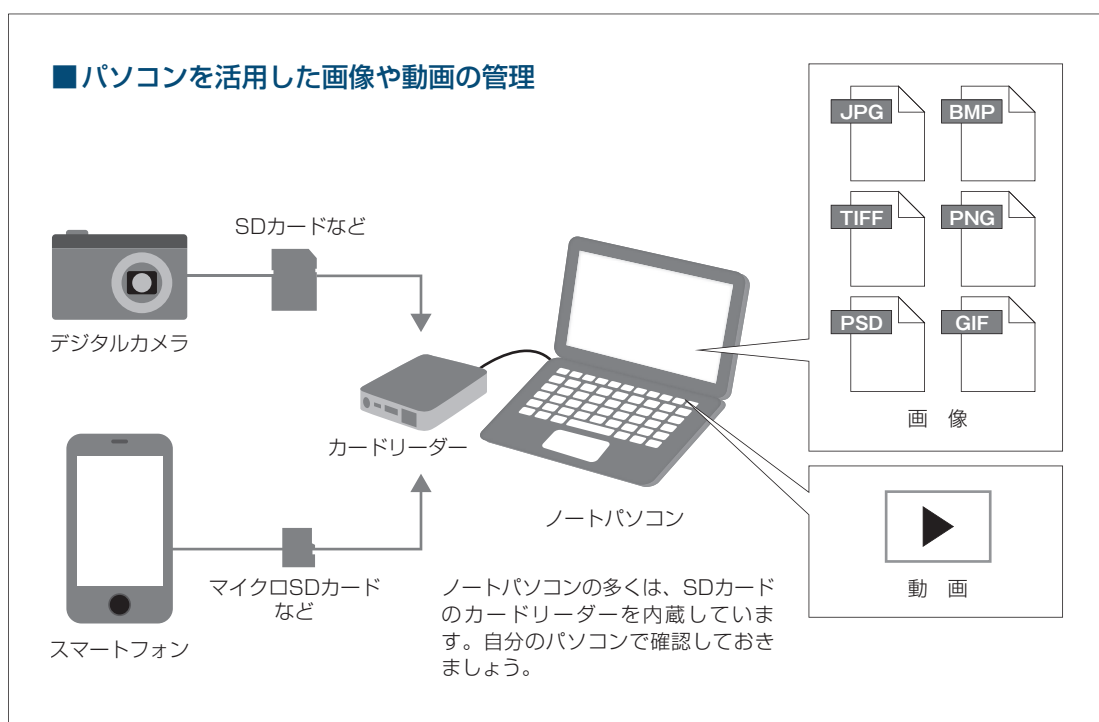 ■パソコンを活用した画像や動画の管理
SDカードなど
デジタルカメラ
カードリーダー
ノートパソコン
マイクロSDカード
など
スマートフォン
ノートパソコンの多くは、SDカード
のカードリーダーを内蔵していま
す。自分のパソコンで確認しておき
ましょう。
JPG
BMP
TIFF
PNG
PSD
GIF
画 像
動 画